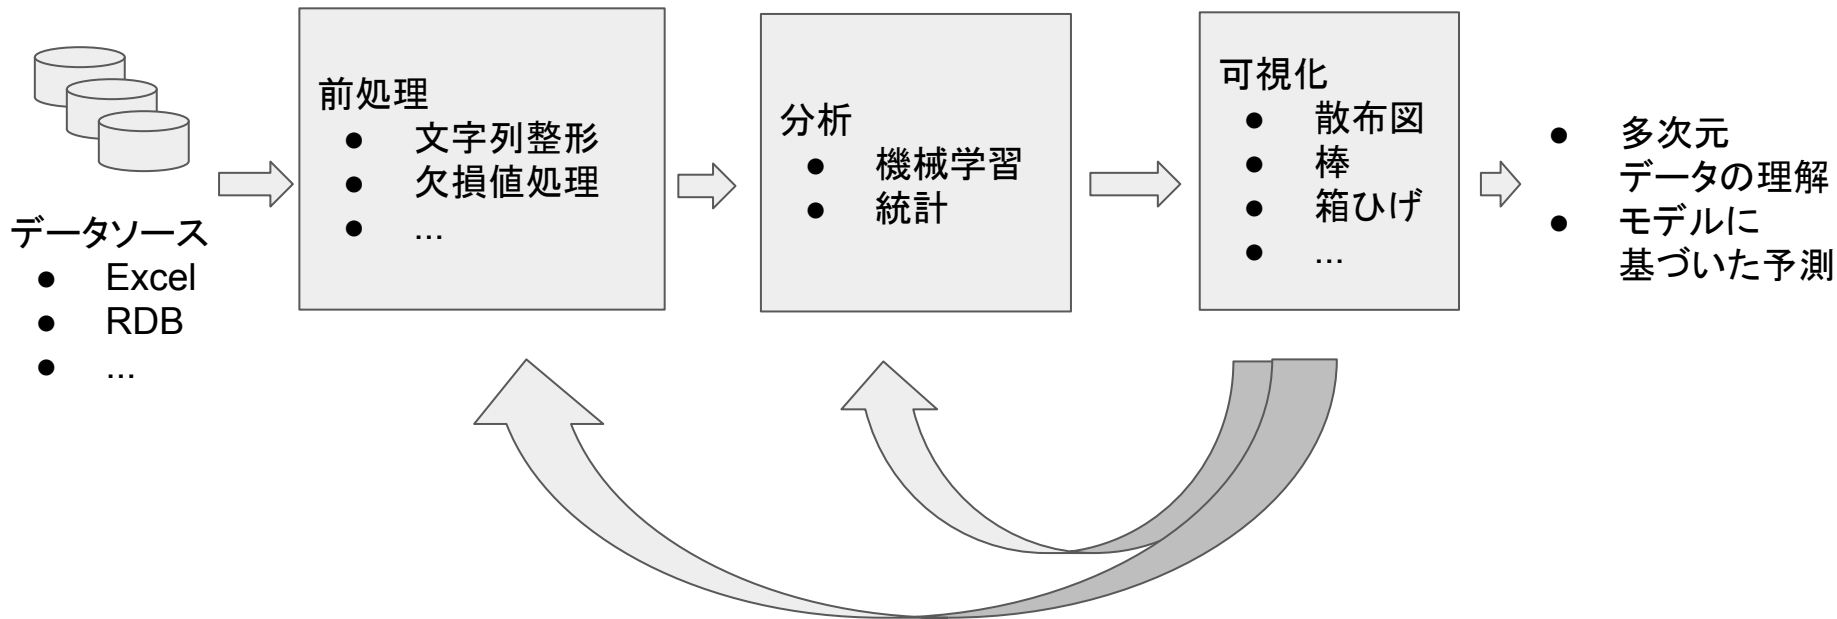 データソース
● Excel
● RDB
● ...
前処理
● 文字列整形
● 欠損値処理
● ...
分析
● 機械学習
● 統計
可視化
● 散布図
● 棒
● 箱ひげ
● ...
● 多次元
データの理解
● モデルに
基づいた予測